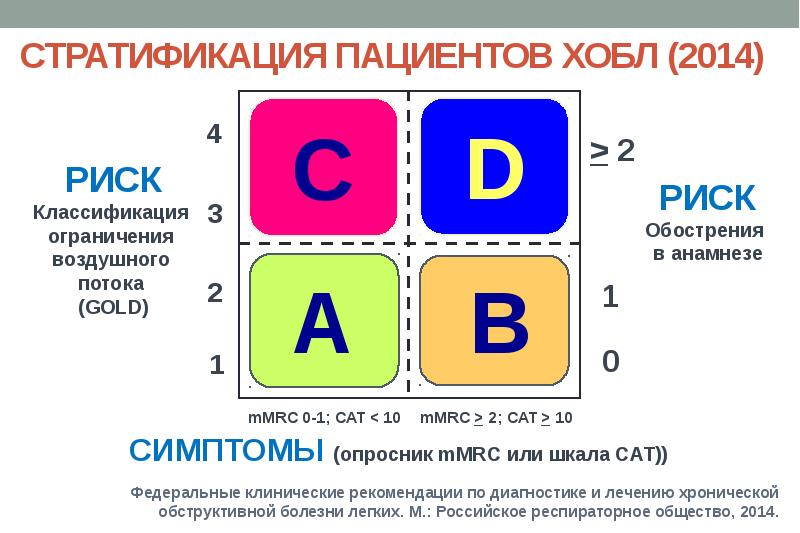 СТРАТИФИКАЦИЯ ПАЦИЕНТОВ ХОБЛ (2014)
РИСК
Классификация
ограничения
воздушного
потока
(GOLD)
4
3
2
1
C
D
A
B
≥ 2
1
0
РИСК
Обострения
в анамнезе
mMRC 0-1; CAT < 10
mMRC ≥ 2; CAT ≥ 10
СИМПТОМЫ (опросник mMRC или шкала CAT))
Федеральные клинические рекомендации по диагностике и лечению хронической
обструктивной болезни легких. М.: Российское респираторное общество, 2014.